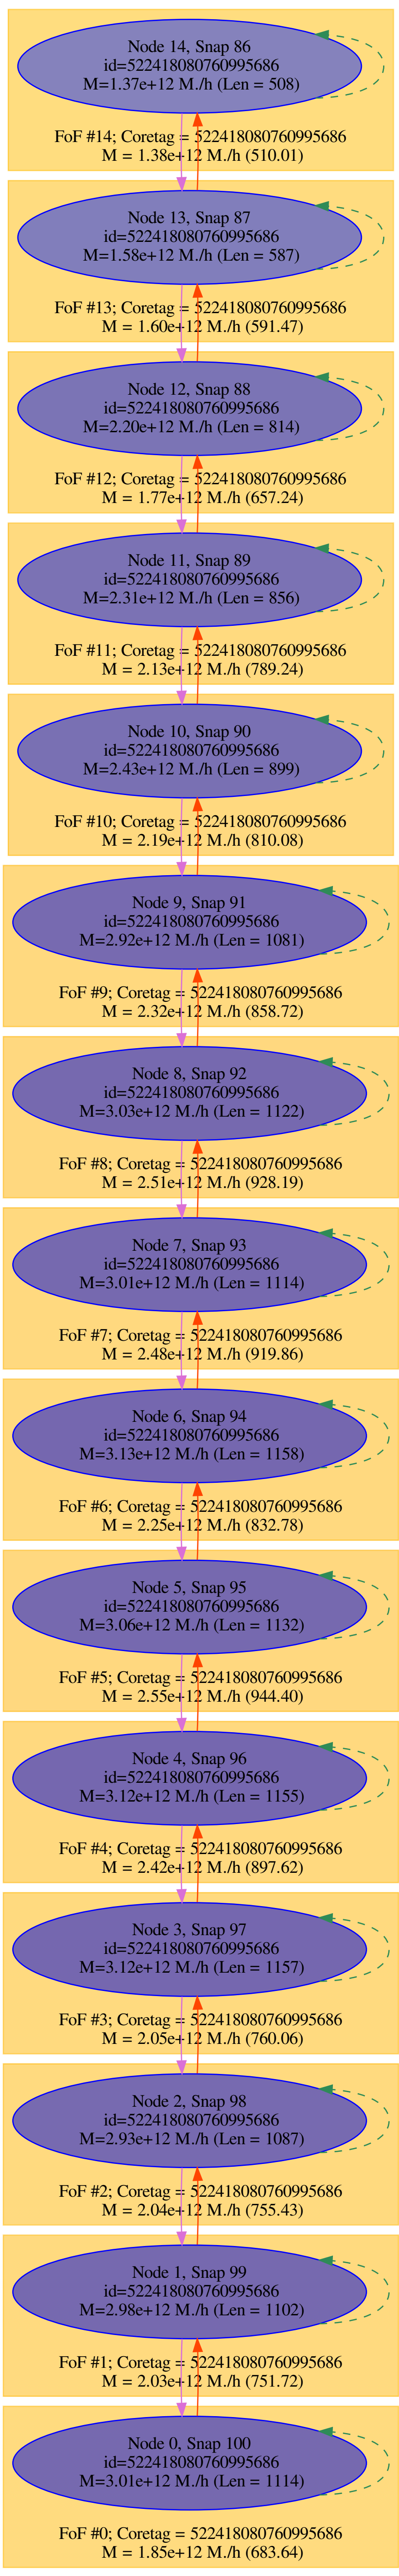 Node 14, Snap 86
id=522418080760995686
M=1.37e+12 M./h (Len = 508)
FoF #14; Coretag = 522418080760995686
M = 1.38e+12 M./h (510.01)
Node 13, Snap 87
id=522418080760995686
M=1.58e+12 M./h (Len = 587)
FoF #13; Coretag = 522418080760995686
M = 1.60e+12 M./h (591.47)
Node 12, Snap 88
id=522418080760995686
M=2.20e+12 M./h (Len = 814)
FoF #12; Coretag = 522418080760995686
M = 1.77e+12 M./h (657.24)
Node 11, Snap 89
id=522418080760995686
M=2.31e+12 M./h (Len = 856)
FoF #11; Coretag = 522418080760995686
M = 2.13e+12 M./h (789.24)
Node 10, Snap 90
id=522418080760995686
M=2.43e+12 M./h (Len = 899)
FoF #10; Coretag = 522418080760995686
M = 2.19e+12 M./h (810.08)
Node 9, Snap 91
id=522418080760995686
M=2.92e+12 M./h (Len = 1081)
FoF #9; Coretag = 522418080760995686
M = 2.32e+12 M./h (858.72)
Node 8, Snap 92
id=522418080760995686
M=3.03e+12 M./h (Len = 1122)
FoF #8; Coretag = 522418080760995686
M = 2.51e+12 M./h (928.19)
Node 7, Snap 93
id=522418080760995686
M=3.01e+12 M./h (Len = 1114)
FoF #7; Coretag = 522418080760995686
M = 2.48e+12 M./h (919.86)
Node 6, Snap 94
id=522418080760995686
M=3.13e+12 M./h (Len = 1158)
FoF #6; Coretag = 522418080760995686
M = 2.25e+12 M./h (832.78)
Node 5, Snap 95
id=522418080760995686
M=3.06e+12 M./h (Len = 1132)
FoF #5; Coretag = 522418080760995686
M = 2.55e+12 M./h (944.40)
Node 4, Snap 96
id=522418080760995686
M=3.12e+12 M./h (Len = 1155)
FoF #4; Coretag = 522418080760995686
M = 2.42e+12 M./h (897.62)
Node 3, Snap 97
id=522418080760995686
M=3.12e+12 M./h (Len = 1157)
FoF #3; Coretag = 522418080760995686
M = 2.05e+12 M./h (760.06)
Node 2, Snap 98
id=522418080760995686
M=2.93e+12 M./h (Len = 1087)
FoF #2; Coretag = 522418080760995686
M = 2.04e+12 M./h (755.43)
Node 1, Snap 99
id=522418080760995686
M=2.98e+12 M./h (Len = 1102)
FoF #1; Coretag = 522418080760995686
M = 2.03e+12 M./h (751.72)
Node 0, Snap 100
id=522418080760995686
M=3.01e+12 M./h (Len = 1114)
FoF #0; Coretag = 522418080760995686
M = 1.85e+12 M./h (683.64)